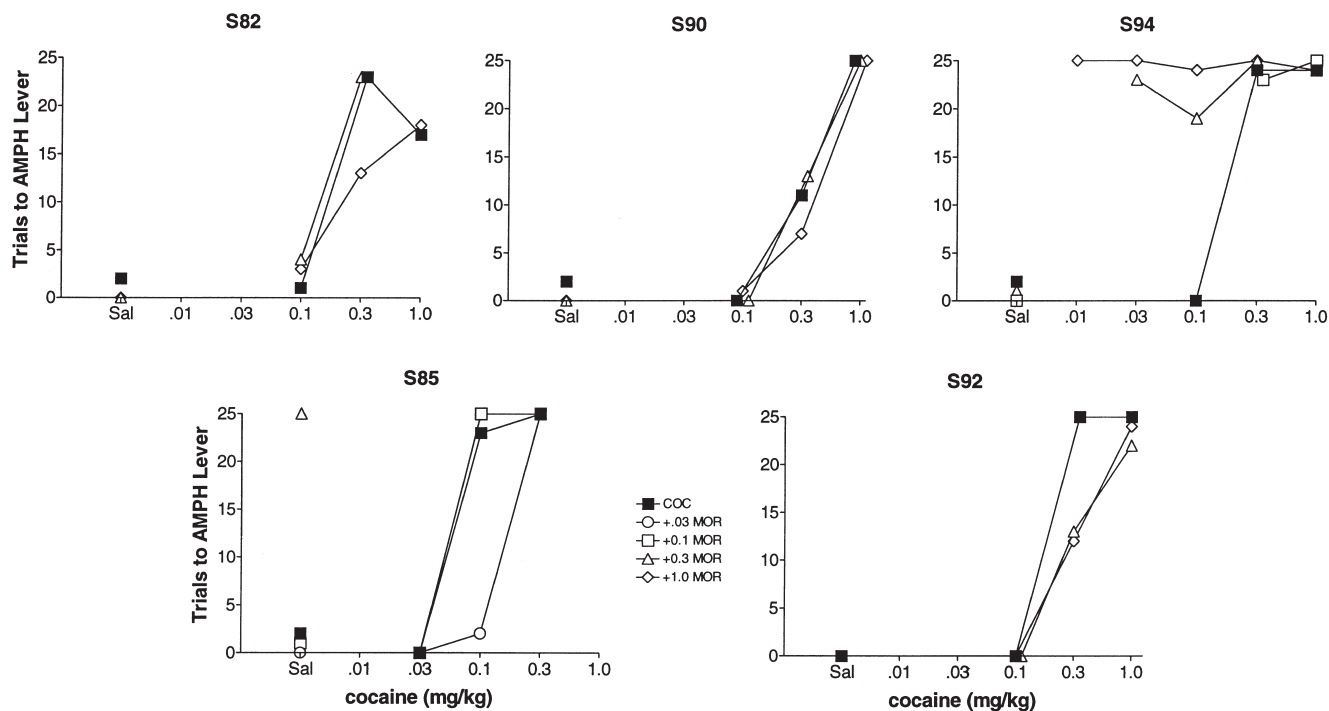 S82
S90
S94
Trials to AMPH Lever
25
20
15
10
5
0
Sal .01 .03 0.1 0.3 1.0
25
20
15
10
5
0
Sal .01 .03 0.1 0.3 1.0
25
20
15
10
5
0
Sal .01 .03 0.1 0.3 1.0
S85
S92
Trials to AMPH Lever
25
20
15
10
5
0
Sal .01 .03 0.1 0.3 1.0
cocaine (mg/kg)
COC
+.03 MOR
+0.1 MOR
+0.3 MOR
+1.0 MOR
25
20
15
10
5
0
Sal .01 .03 0.1 0.3 1.0
cocaine (mg/kg)